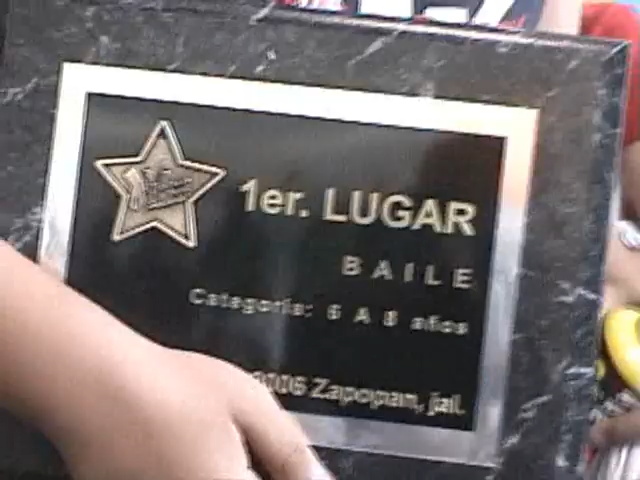 1er. LUGAR
BAILE
Categoría: 6 A 8 años
2006 Zapopan, jal.